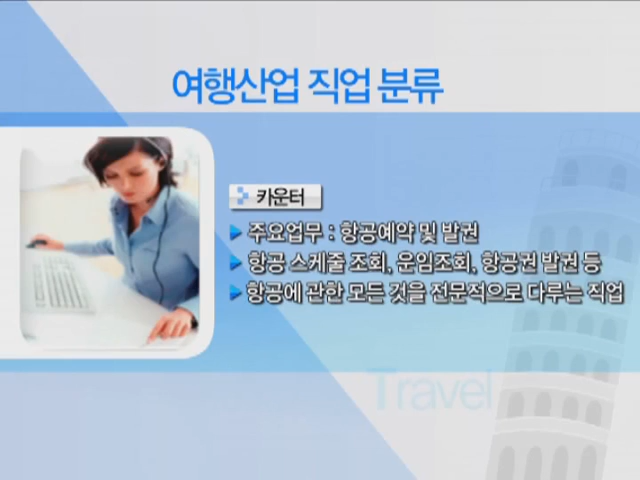 여행산업 직업 분류
카운터
주요업무 : 항공예약 및 발권
항공 스케줄 조회, 운임조회, 항공권 발권 등
항공에 관한 모든 것을 전문적으로 다루는 직업
Travel